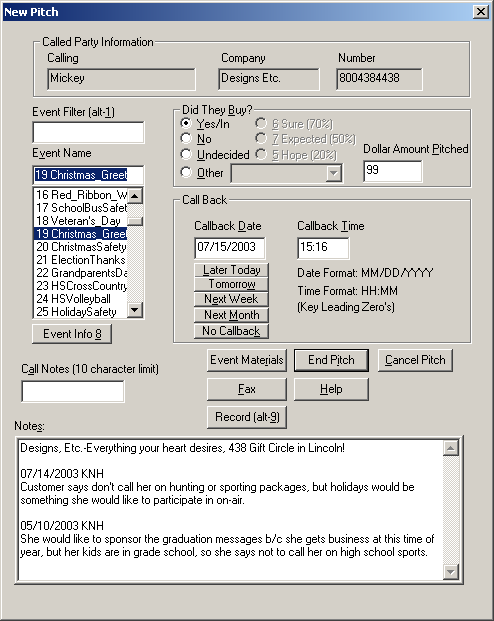 New Pitch
Called Party Information
Calling
Company
Number
Mickey
Designs Etc.
8004384438
Event Filter (alt-1)
Event Name
19 Christmas_Greet
16 Red_Ribbon_W
17 SchoolBusSafet
18 Veteran's_Day
19 Christmas_Greet
20 ChristmasSafety
21 ElectionThanks
22 GrandparentsDa
23 HSCrossCountry
24 HSVolleyball
25 HolidaySafety
Event Info 8
Call Notes (10 character limit)
Did They Buy?
Yes/In
No
Undecided
Other
6 Sure (70%)
7 Expected (50%)
5 Hope (20%)
Dollar Amount Pitched
99
Call Back
Callback Date
Callback Time
07/15/2003
15:16
Later Today
Tomorrow
Next Week
Next Month
No Callback
Date Format: MM/DD/YYYY
Time Format: HH:MM
(Key Leading Zero's)
Event Materials
End Pitch
Cancel Pitch
Fax
Help
Record (alt-9)
Notes:
Designs, Etc.-Everything your heart desires, 438 Gift Circle in Lincoln!
07/14/2003 KNH
Customer says don't call her on hunting or sporting packages, but holidays would be
something she would like to participate in on-air.
05/10/2003 KNH
She would like to sponsor the graduation messages b/c she gets business at this time of
year, but her kids are in grade school, so she says not to call her on high school sports.